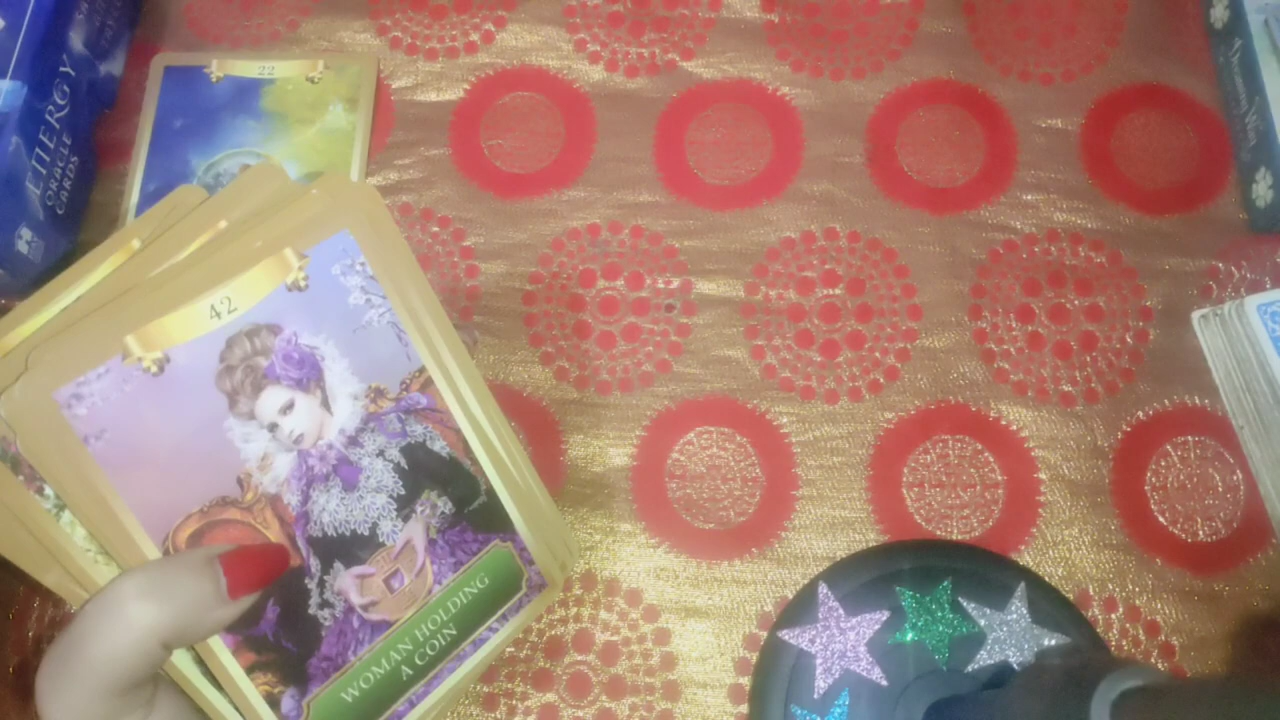 ENERGY
ORACLE
CARDS
22
42
WOMAN HOLDING
A COIN